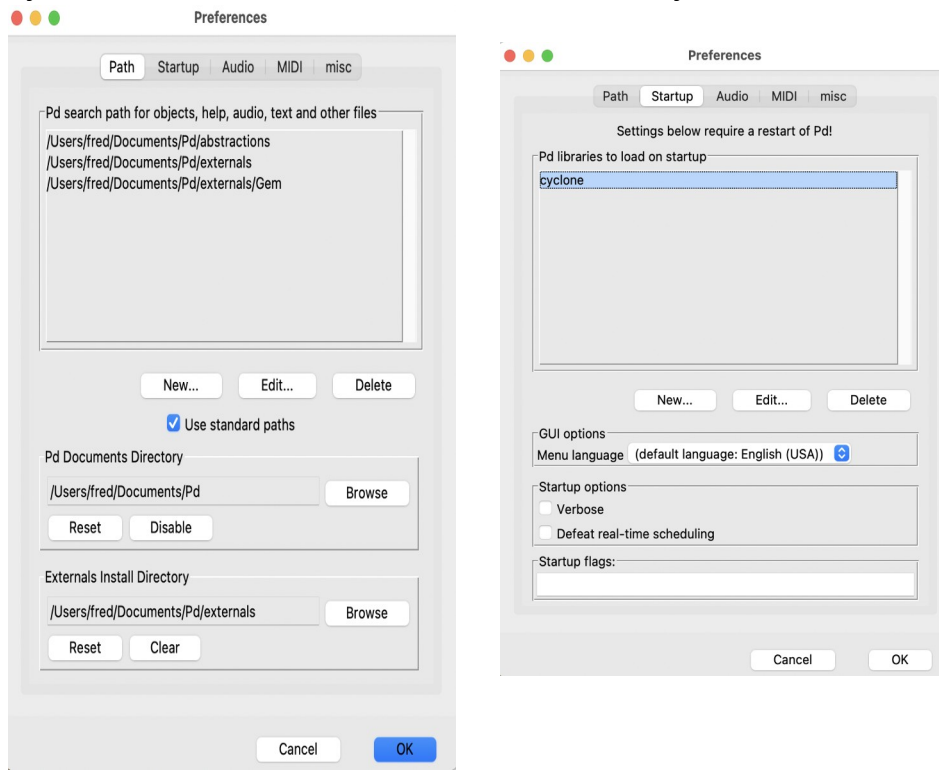 Preferences
Path Startup Audio MIDI misc
Pd search path for objects, help, audio, text and other files
/Users/fred/Documents/Pd/abstractions
/Users/fred/Documents/Pd/externals
/Users/fred/Documents/Pd/externals/Gem
New... Edit... Delete
Use standard paths
Pd Documents Directory
/Users/fred/Documents/Pd Browse
Reset Disable
Externals Install Directory
/Users/fred/Documents/Pd/externals Browse
Reset Clear
Cancel OK
Preferences
Path Startup Audio MIDI misc
Settings below require a restart of Pd!
Pd libraries to load on startup
cyclone
New... Edit... Delete
GUI options
Menu language (default language: English (USA))
Startup options
Verbose
Defeat real-time scheduling
Startup flags:
Cancel OK